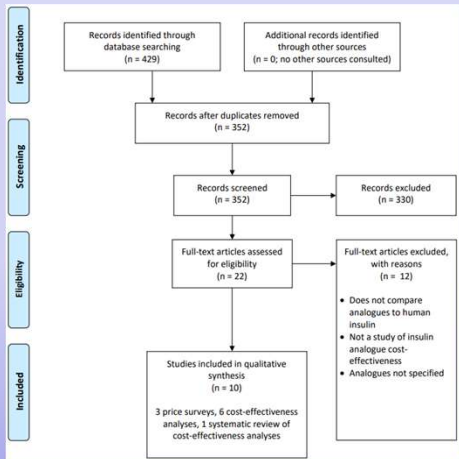 Identification
Records identified through
database searching
(n = 429)
Additional records identified
through other sources
(n = 0; no other sources consulted)
Records after duplicates removed
(n = 352)
Screening
Records screened
(n = 352)
Records excluded
(n = 330)
Eligibility
Full-text articles assessed
for eligibility
(n = 22)
Full-text articles excluded,
with reasons
(n = 12)
• Does not compare
analogues to human
insulin
• Not a study of insulin
analogue cost-
effectiveness
• Analogues not specified
Included
Studies included in qualitative
synthesis
(n = 10)
3 price surveys, 6 cost-effectiveness
analyses, 1 systematic review of
cost-effectiveness analyses